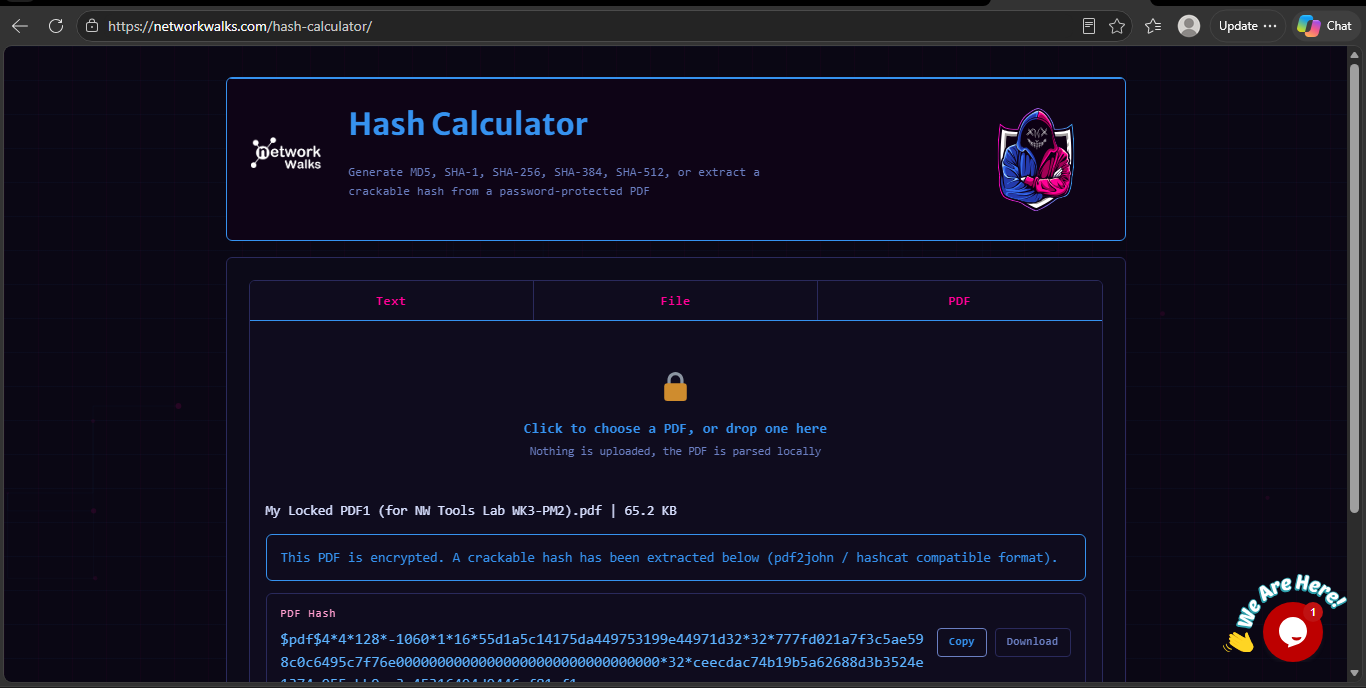 https://networkwalks.com/hash-calculator/
Update
Chat
network
Walks
Hash Calculator
Generate MD5, SHA-1, SHA-256, SHA-384, SHA-512, or extract a
crackable hash from a password-protected PDF
Text
File
PDF
Click to choose a PDF, or drop one here
Nothing is uploaded, the PDF is parsed locally
My Locked PDF1 (for NW Tools Lab WK3-PM2).pdf | 65.2 KB
This PDF is encrypted. A crackable hash has been extracted below (pdf2john / hashcat compatible format).
PDF Hash
$pdf$4*4*128*-1060*1*16*55d1a5c14175da449753199e44971d32*32*777fd021a7f3c5ae59
8c0c6495c7f76e00000000000000000000000000000000*32*ceecdac74b19b5a62688d3b3524e
Copy
Download
We Are Here!
1